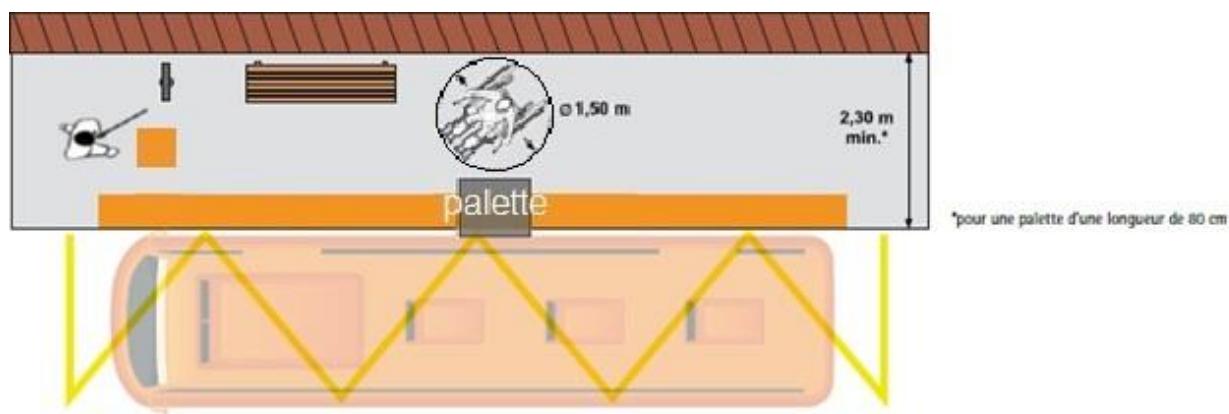 Ø 1,50 m
2,30 m
min.*
palette
*pour une palette d'une longueur de 80 cm